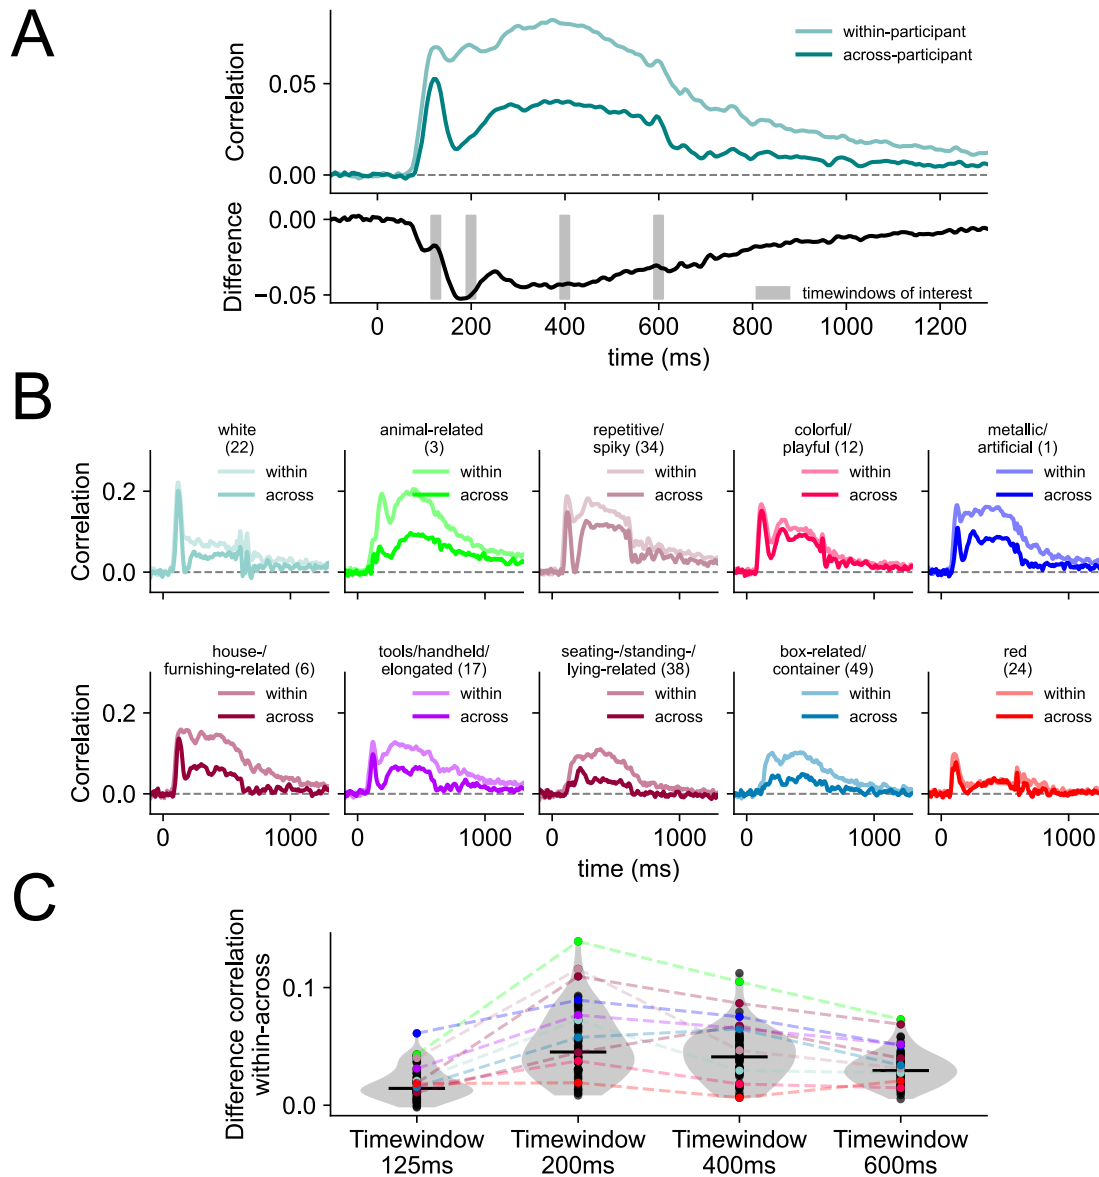 A
Correlation
0.05
0.00
within-participant
across-participant
Difference
0.00
−0.05
timewindows of interest
0 200 400 600 800 1000 1200
time (ms)
B
white
(22)
within
across
animal-related
(3)
within
across
repetitive/
spiky (34)
within
across
colorful/
playful (12)
within
across
metallic/
artificial (1)
within
across
Correlation
0.2
0.0
house-/
furnishing-related (6)
within
across
tools/handheld/
elongated (17)
within
across
seating-/standing-/
lying-related (38)
within
across
box-related/
container (49)
within
across
red
(24)
within
across
Correlation
0.2
0.0
0 1000 0 1000 0 1000 0 1000 0 1000
time (ms)
C
Difference correlation
within-across
0.1
0.0
Timewindow
125ms
Timewindow
200ms
Timewindow
400ms
Timewindow
600ms